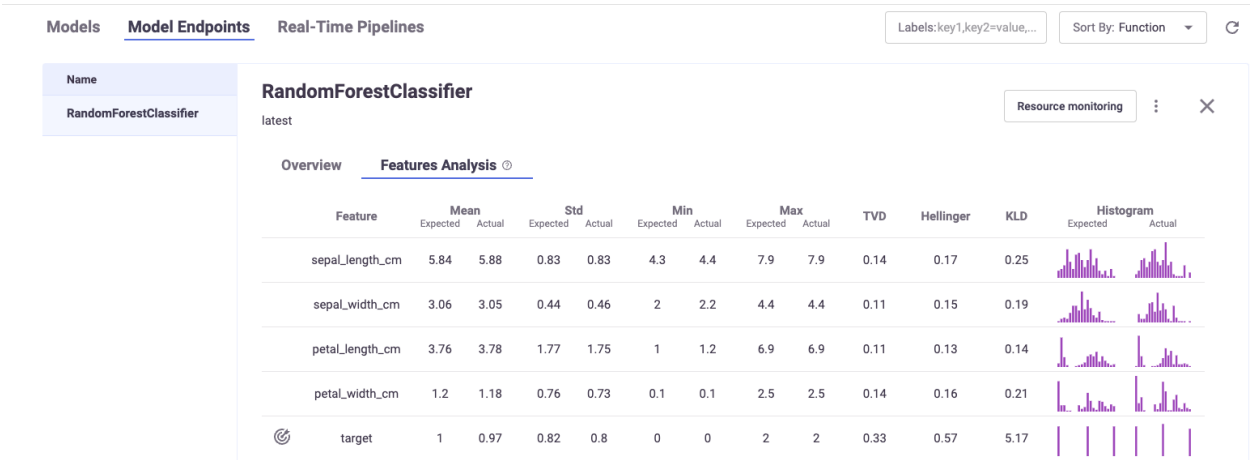 Models Model Endpoints Real-Time Pipelines Labels:key1,key2=value,... Sort By: Function
Name
RandomForestClassifier
RandomForestClassifier
latest
Resource monitoring
Overview Features Analysis
Feature Mean Std Min Max TVD Hellinger KLD Histogram
Expected Actual Expected Actual Expected Actual Expected Actual Expected Actual
sepal_length_cm 5.84 5.88 0.83 0.83 4.3 4.4 7.9 7.9 0.14 0.17 0.25
sepal_width_cm 3.06 3.05 0.44 0.46 2 2.2 4.4 4.4 0.11 0.15 0.19
petal_length_cm 3.76 3.78 1.77 1.75 1 1.2 6.9 6.9 0.11 0.13 0.14
petal_width_cm 1.2 1.18 0.76 0.73 0.1 0.1 2.5 2.5 0.14 0.16 0.21
target 1 0.97 0.82 0.8 0 0 2 2 0.33 0.57 5.17